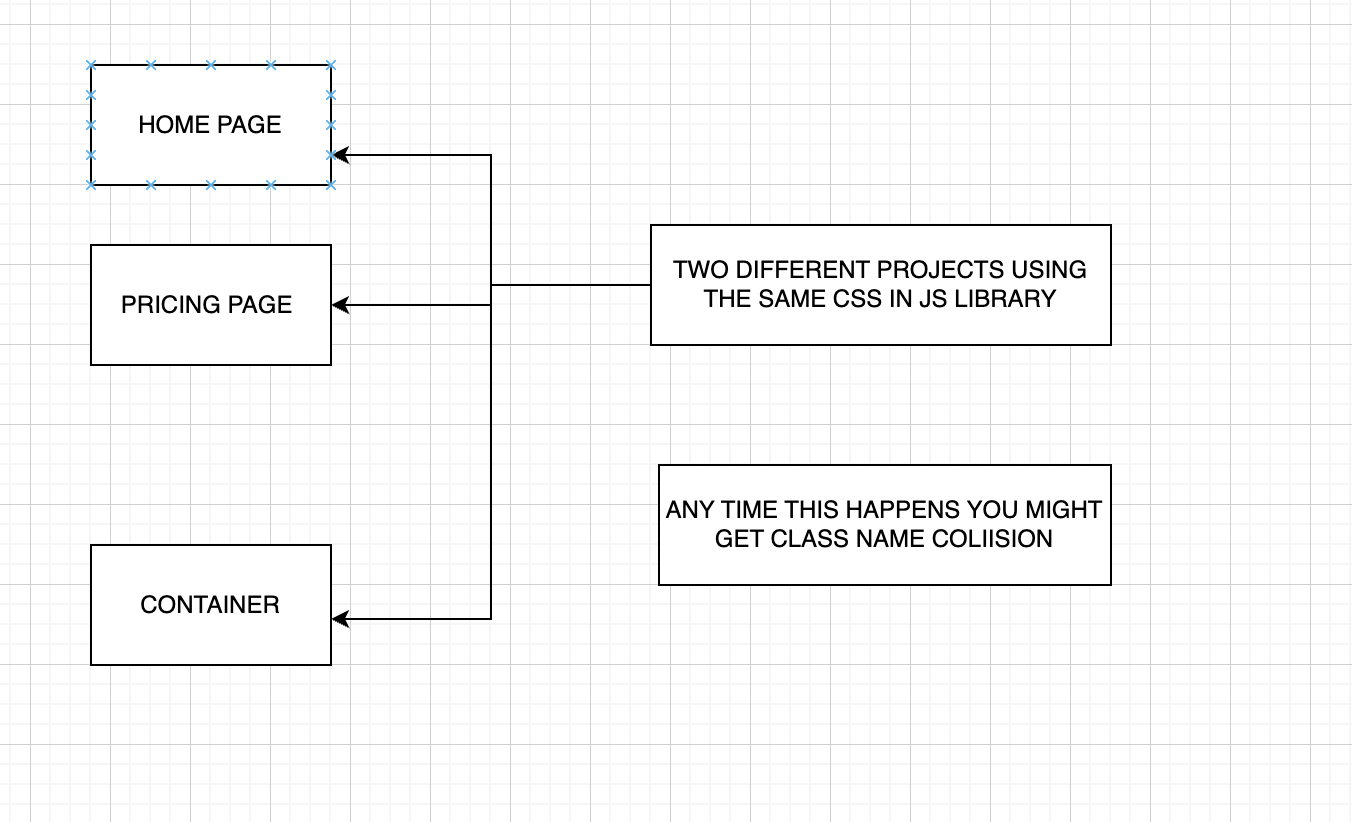 HOME PAGE
PRICING PAGE
CONTAINER
TWO DIFFERENT PROJECTS USING
THE SAME CSS IN JS LIBRARY
ANY TIME THIS HAPPENS YOU MIGHT
GET CLASS NAME COLIISION